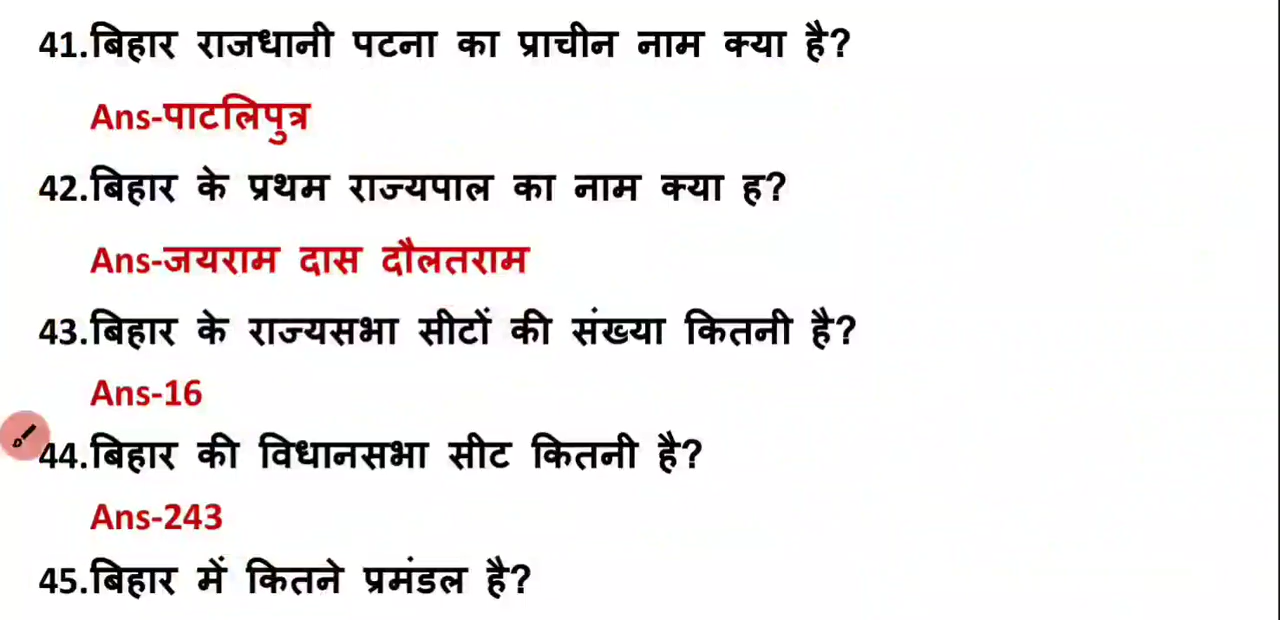 41.बिहार राजधानी पटना का प्राचीन नाम क्या है?
Ans-पाटलिपुत्र
42.बिहार के प्रथम राज्यपाल का नाम क्या ह?
Ans-जयराम दास दौलतराम
43.बिहार के राज्यसभा सीटों की संख्या कितनी है?
Ans-16
44.बिहार की विधानसभा सीट कितनी है?
Ans-243
45.बिहार में कितने प्रमंडल है?